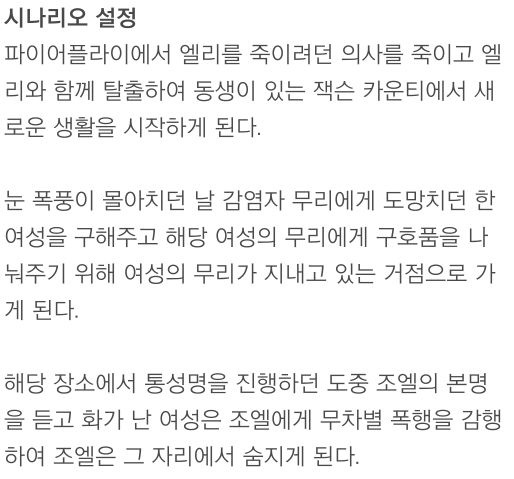 시나리오 설정
파이어플라이에서 엘리를 죽이려던 의사를 죽이고 엘
리와 함께 탈출하여 동생이 있는 잭슨 카운티에서 새
로운 생활을 시작하게 된다.
눈 폭풍이 몰아치던 날 감염자 무리에게 도망치던 한
여성을 구해주고 해당 여성의 무리에게 구호품을 나
눠주기 위해 여성의 무리가 지내고 있는 거점으로 가
게 된다.
해당 장소에서 통성명을 진행하던 도중 조엘의 본명
을 듣고 화가 난 여성은 조엘에게 무차별 폭행을 감행
하여 조엘은 그 자리에서 숨지게 된다.